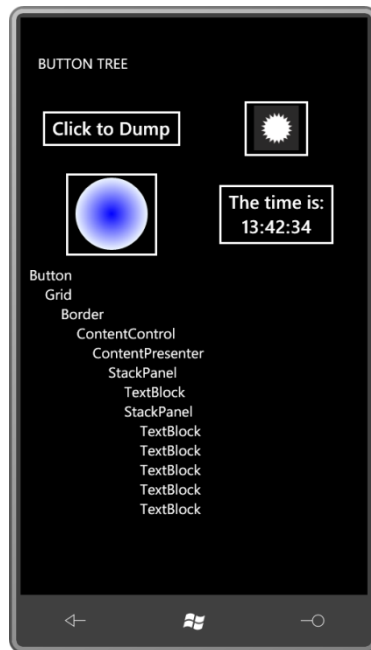 BUTTON TREE
Click to Dump
The time is:
13:42:34
Button
Grid
Border
ContentControl
ContentPresenter
StackPanel
TextBlock
StackPanel
TextBlock
TextBlock
TextBlock
TextBlock
TextBlock